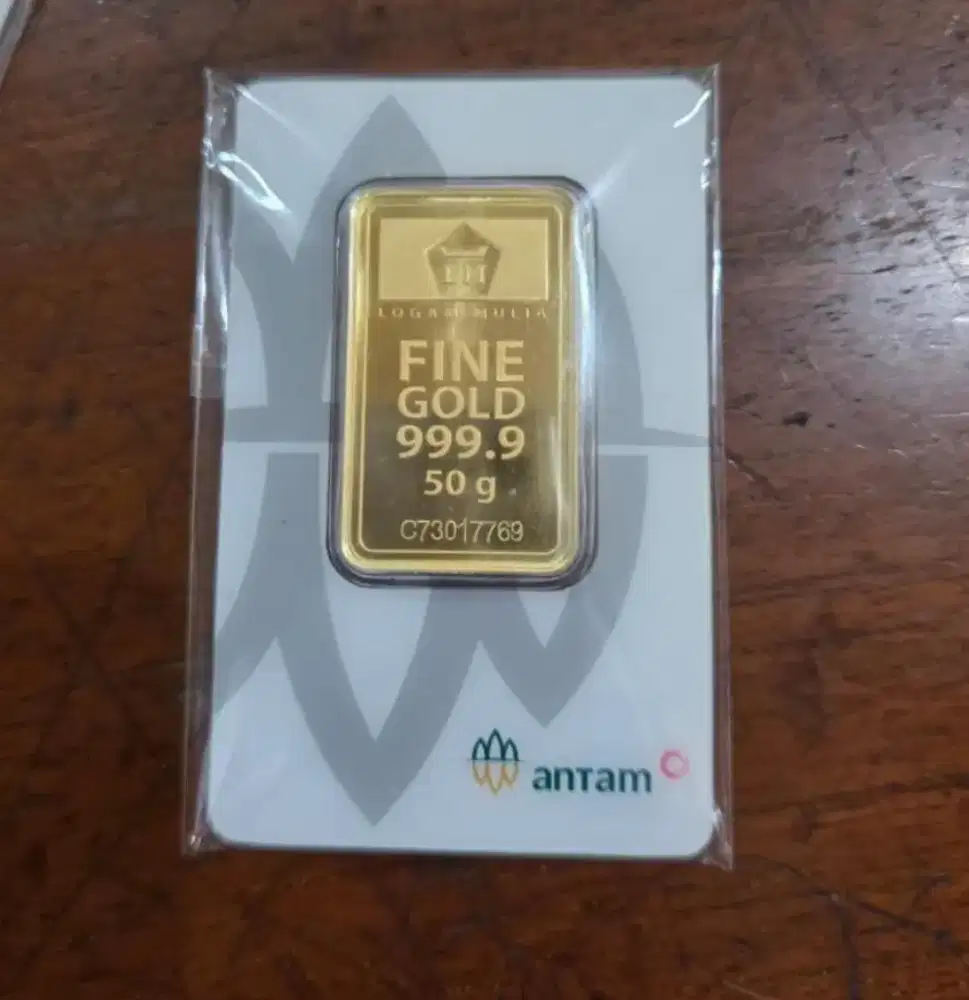 LOGAM MULIA
FINE
GOLD
999.9
50 g
C73017769
antam